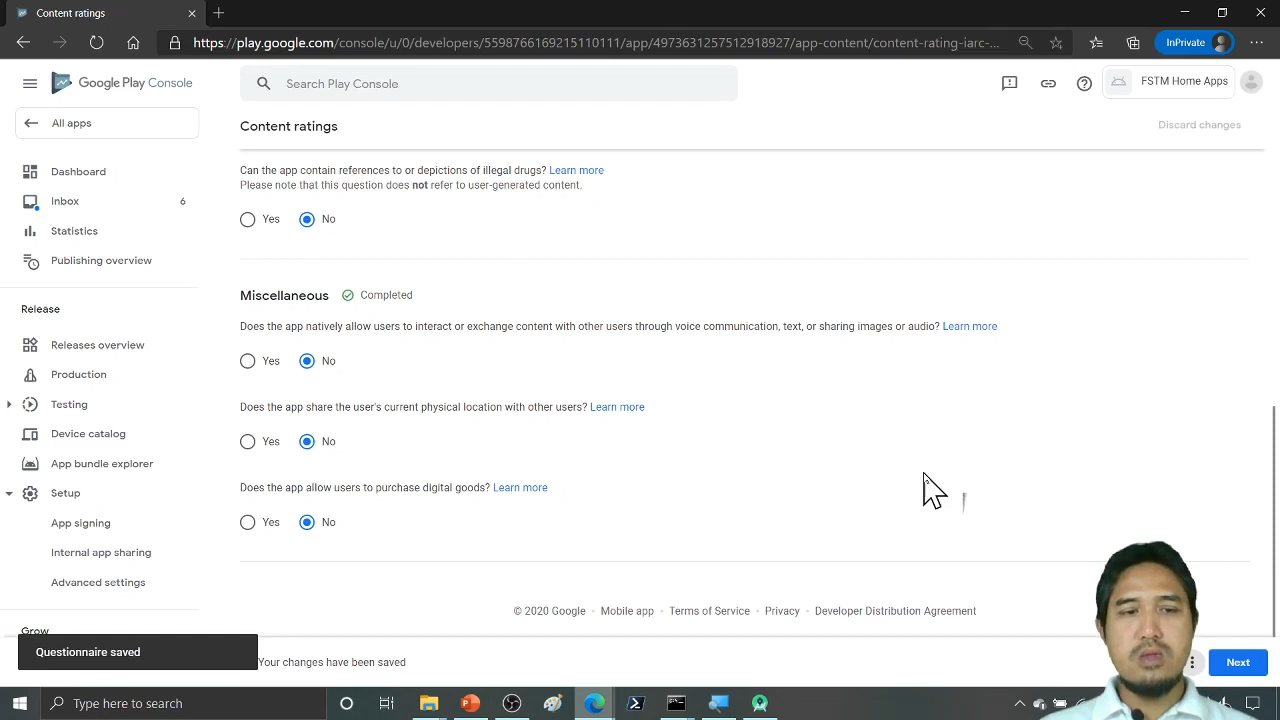 Content ratings
https://play.google.com/console/u/0/developers/5598766169215110111/app/4973631257512918927/app-content/content-rating-iarc-...
InPrivate
Google Play Console
Search Play Console
FSTM Home Apps
All apps
Content ratings
Discard changes
Dashboard
Inbox 6
Statistics
Publishing overview
Release
Releases overview
Production
Testing
Device catalog
App bundle explorer
Setup
App signing
Internal app sharing
Advanced settings
Grow
Can the app contain references to or depictions of illegal drugs? Learn more
Please note that this question does not refer to user-generated content.
Yes No
Miscellaneous Completed
Does the app natively allow users to interact or exchange content with other users through voice communication, text, or sharing images or audio? Learn more
Yes No
Does the app share the user's current physical location with other users? Learn more
Yes No
Does the app allow users to purchase digital goods? Learn more
Yes No
© 2020 Google • Mobile app • Terms of Service • Privacy • Developer Distribution Agreement
Questionnaire saved
Your changes have been saved
Next
Type here to search